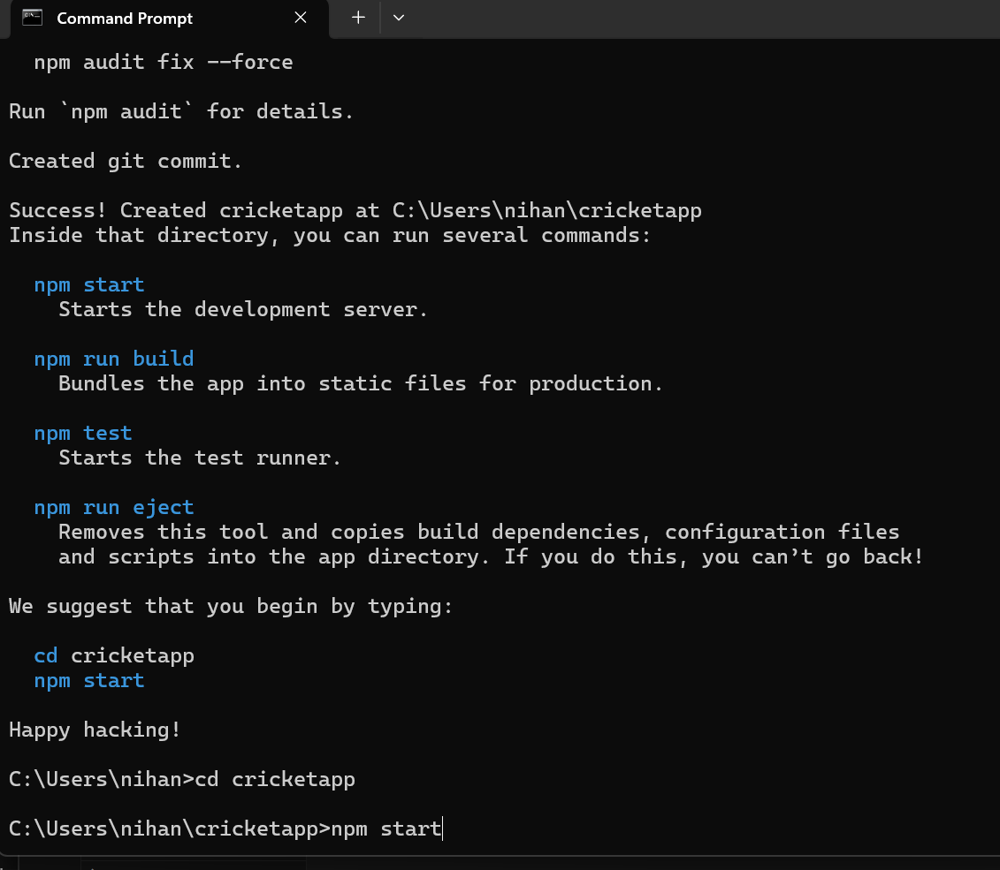 Command Prompt
npm audit fix --force
Run `npm audit` for details.
Created git commit.
Success! Created cricketapp at C:\Users\nihan\cricketapp
Inside that directory, you can run several commands:
npm start
Starts the development server.
npm run build
Bundles the app into static files for production.
npm test
Starts the test runner.
npm run eject
Removes this tool and copies build dependencies, configuration files
and scripts into the app directory. If you do this, you can’t go back!
We suggest that you begin by typing:
cd cricketapp
npm start
Happy hacking!
C:\Users\nihan>cd cricketapp
C:\Users\nihan\cricketapp>npm start